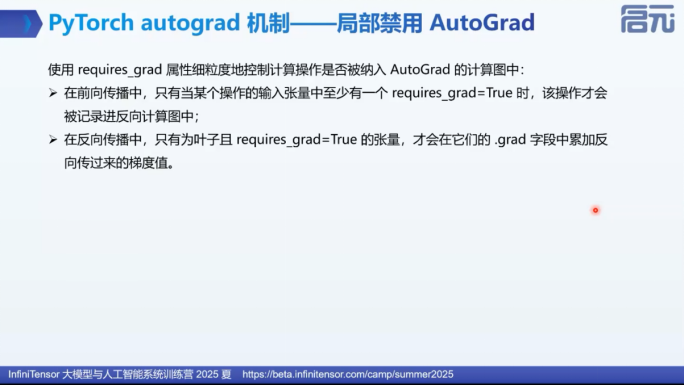 PyTorch autograd 机制——局部禁用 AutoGrad
启元
使用 requires_grad 属性细粒度地控制计算操作是否被纳入 AutoGrad 的计算图中：
➢ 在前向传播中，只有当某个操作的输入张量中至少有一个 requires_grad=True 时，该操作才会
被记录进反向计算图中；
➢ 在反向传播中，只有为叶子且 requires_grad=True 的张量，才会在它们的 .grad 字段中累加反
向传过来的梯度值。
InfiniTensor 大模型与人工智能系统训练营 2025 夏 https://beta.infinitensor.com/camp/summer2025